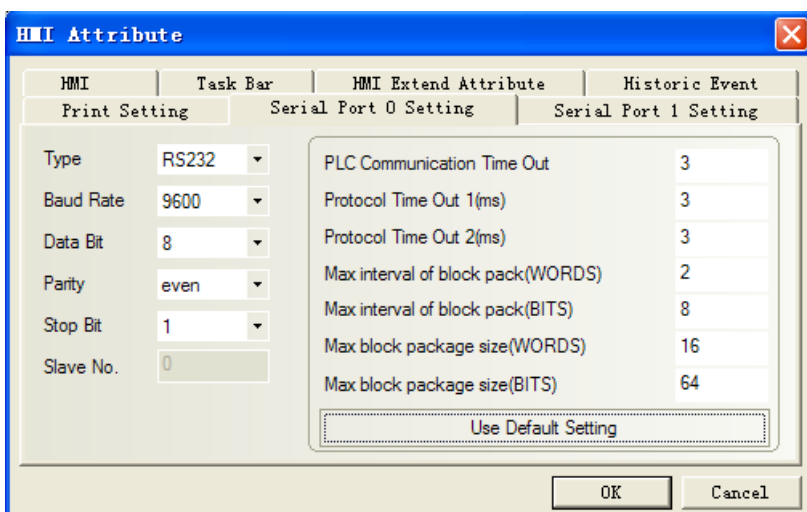 HMI Attribute
HMI Task Bar HMI Extend Attribute Historic Event
Print Setting Serial Port 0 Setting Serial Port 1 Setting
Type RS232
Baud Rate 9600
Data Bit 8
Parity even
Stop Bit 1
Slave No. 0
PLC Communication Time Out 3
Protocol Time Out 1(ms) 3
Protocol Time Out 2(ms) 3
Max interval of block pack(WORDS) 2
Max interval of block pack(BITS) 8
Max block package size(WORDS) 16
Max block package size(BITS) 64
Use Default Setting
OK Cancel